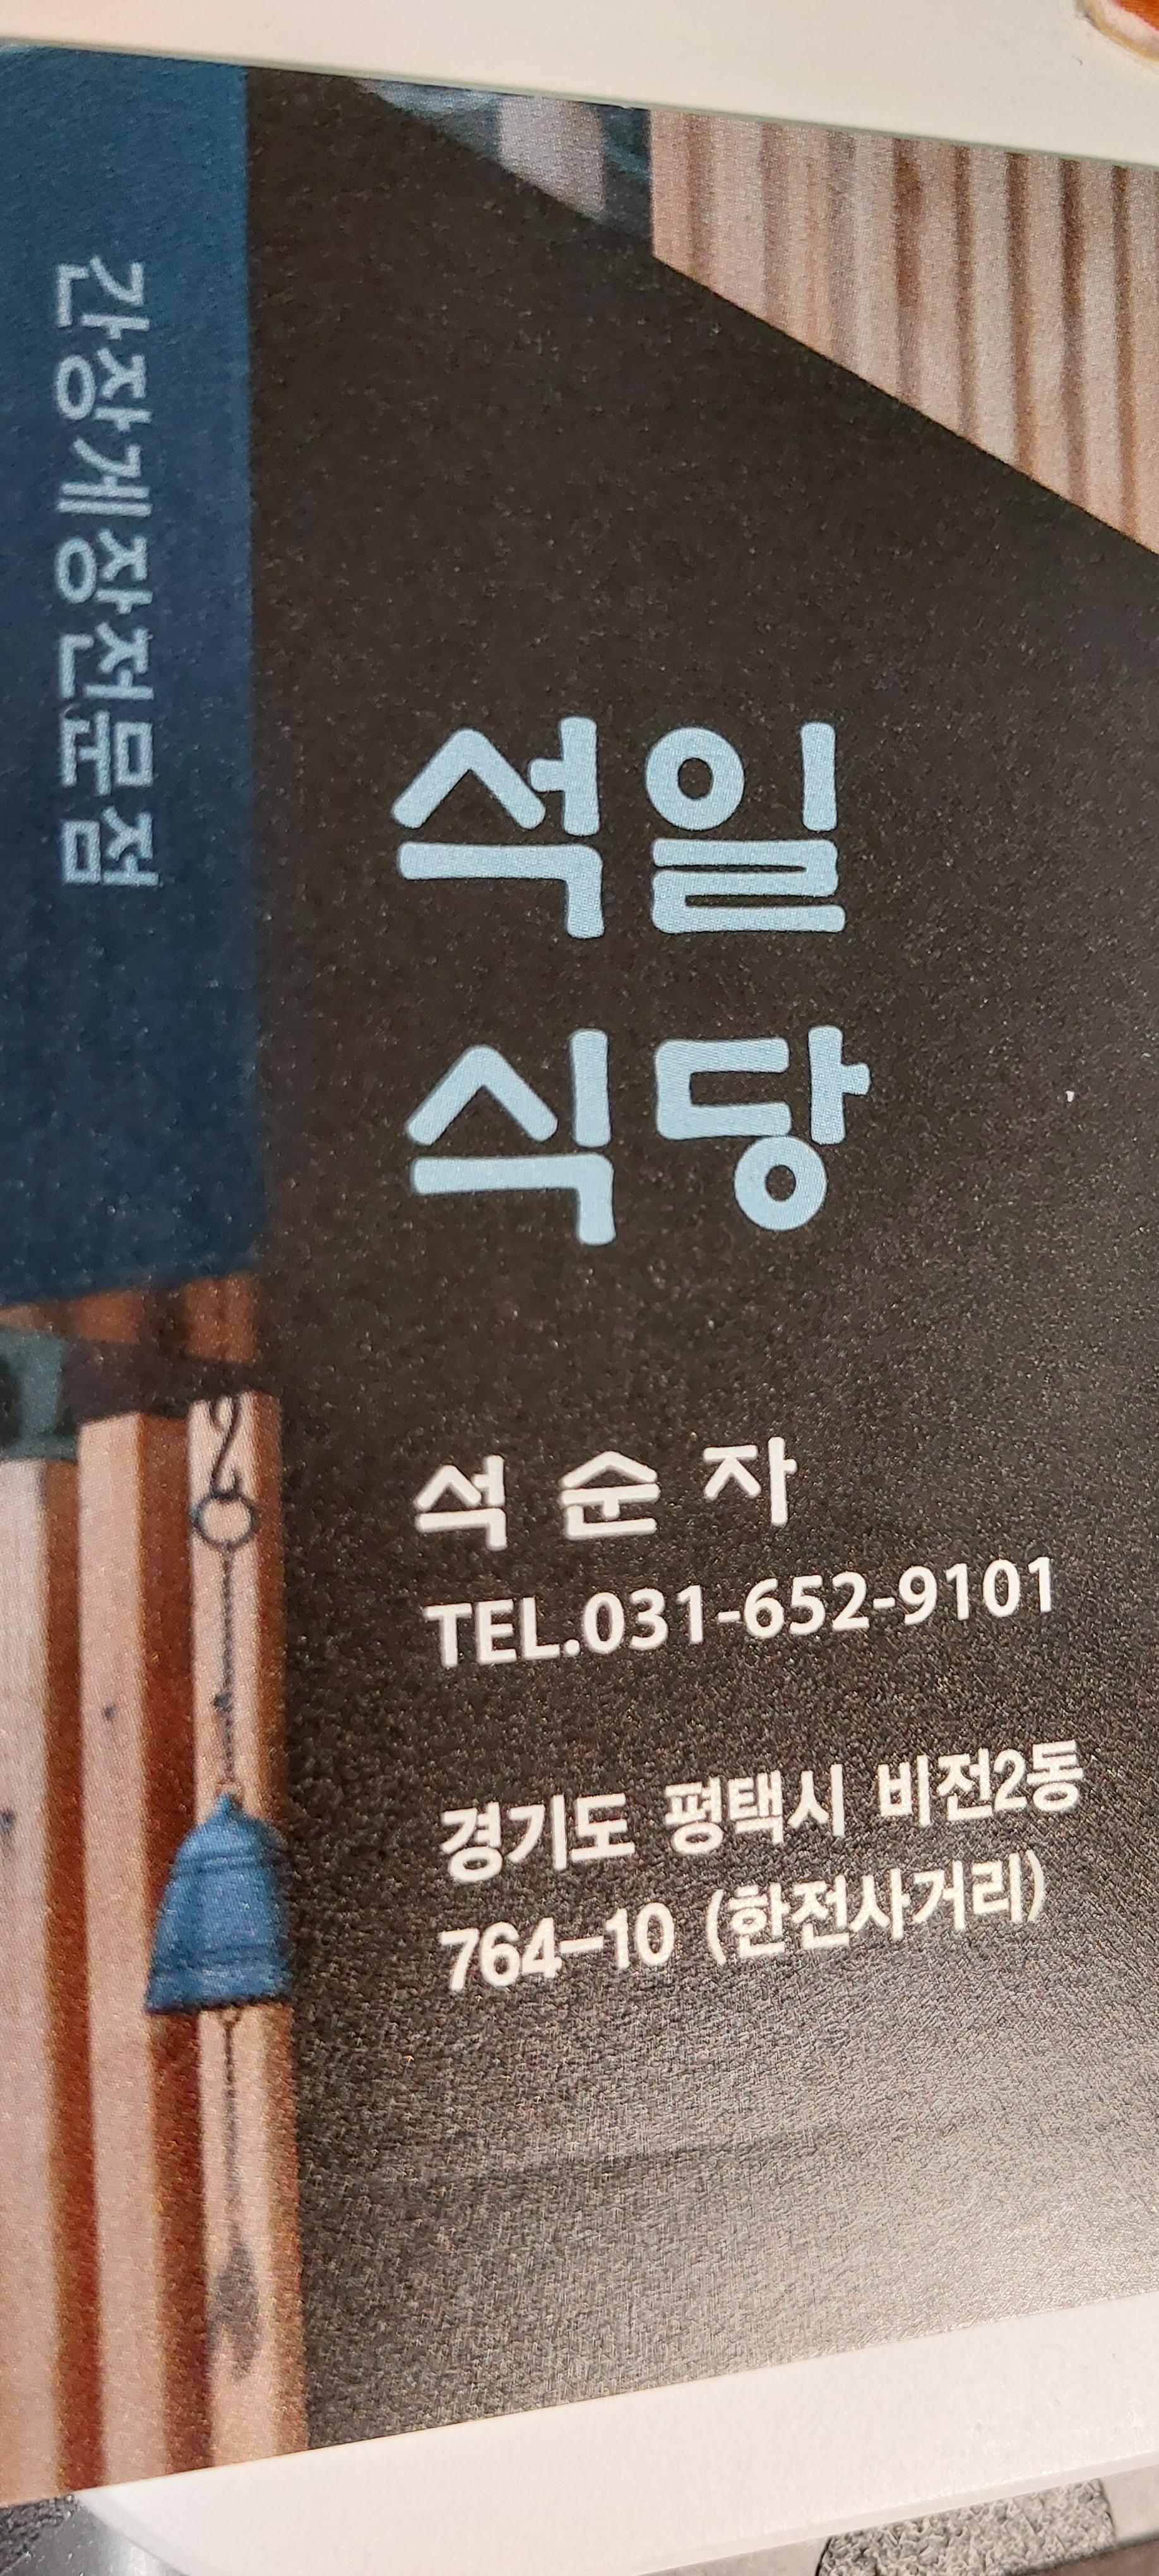 간장게장전문점
석일
식당
석 순 자
TEL.031-652-9101
경기도 평택시 비전2동
764-10 (한전사거리)